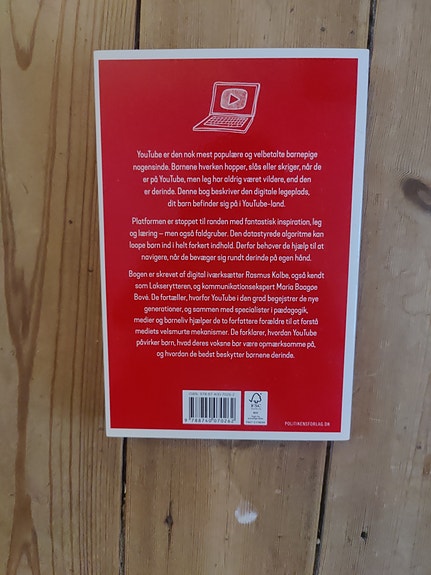 YouTube er den nok mest populære og velbetalte barnepige
nogensinde. Børnene hverken hopper, slås eller skriger, når de
er på YouTube, men leg har aldrig været vildere, end den
er derinde. Denne bog beskriver den digitale legeplads,
dit barn befinder sig på i YouTube-land.
Platformen er stoppet til randen med fantastisk inspiration, leg
og læring – men også faldgruber. Den datastyrede algoritme kan
loope børn ind i helt forkert indhold. Derfor behøver de hjælp til at
navigere, når de bevæger sig rundt derinde på egen hånd.
Bogen er skrevet af digital iværksætter Rasmus Kolbe, også kendt
som Lakserytteren, og kommunikationsekspert Maria Baagøe
Bové. De fortæller, hvorfor YouTube i den grad begejstrer de nye
generationer, og sammen med specialister i pædagogik,
medier og børneliv hjælper de to forfattere forældre til at forstå
mediets velsmurte mekanismer. De forklarer, hvordan YouTube
påvirker børn, hvad deres voksne bør være opmærksomme på,
og hvordan de bedst beskytter børnene derinde.
9 788740 070262
FSC
POLITIKENSFORLAG.DK